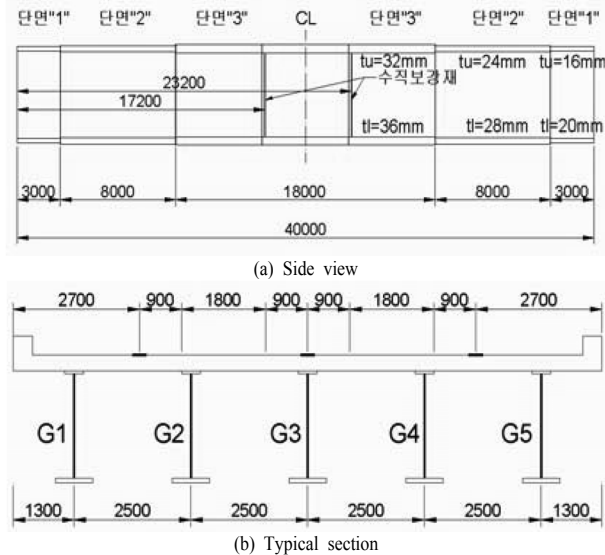 단면"1" 단면"2" 단면"3" CL 단면"3" 단면"2" 단면"1"
tu=32mm tu=24mm tu=16mm
23200 수직보강재
17200
tl=36mm tl=28mm tl=20mm
3000 8000 18000 8000 3000
40000
(a) Side view
2700 900 1800 900 900 1800 900 2700
G1 G2 G3 G4 G5
1300 2500 2500 2500 2500 1300
(b) Typical section